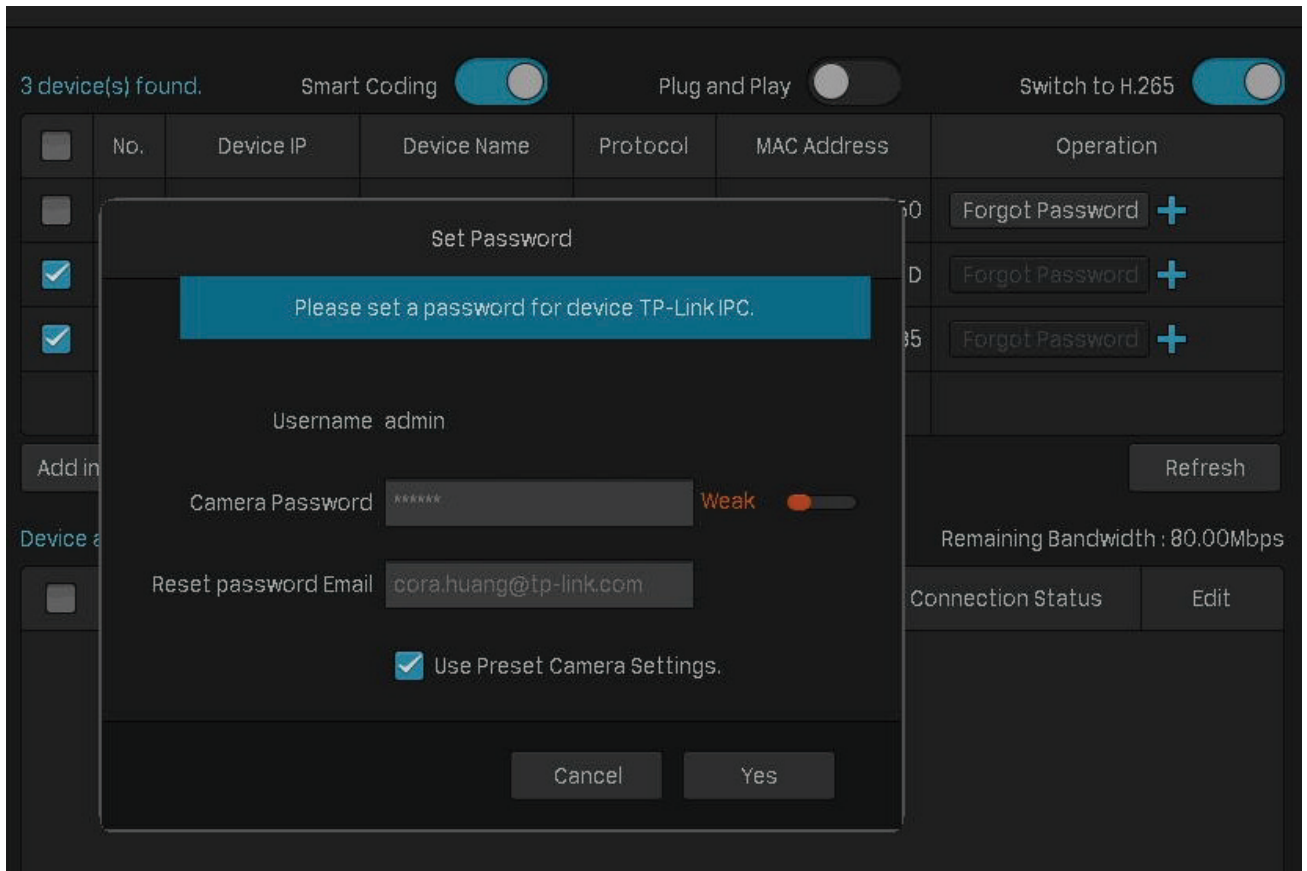 3 device(s) found. Smart Coding Plug and Play Switch to H.265
No. Device IP Device Name Protocol MAC Address Operation
50 Forgot Password
Set Password
D Forgot Password
Please set a password for device TP-Link IPC.
35 Forgot Password
Username admin
Add in Refresh
Camera Password ****** Weak
Device a Remaining Bandwidth : 80.00Mbps
Reset password Email cora.huang@tp-link.com
Connection Status Edit
Use Preset Camera Settings.
Cancel Yes